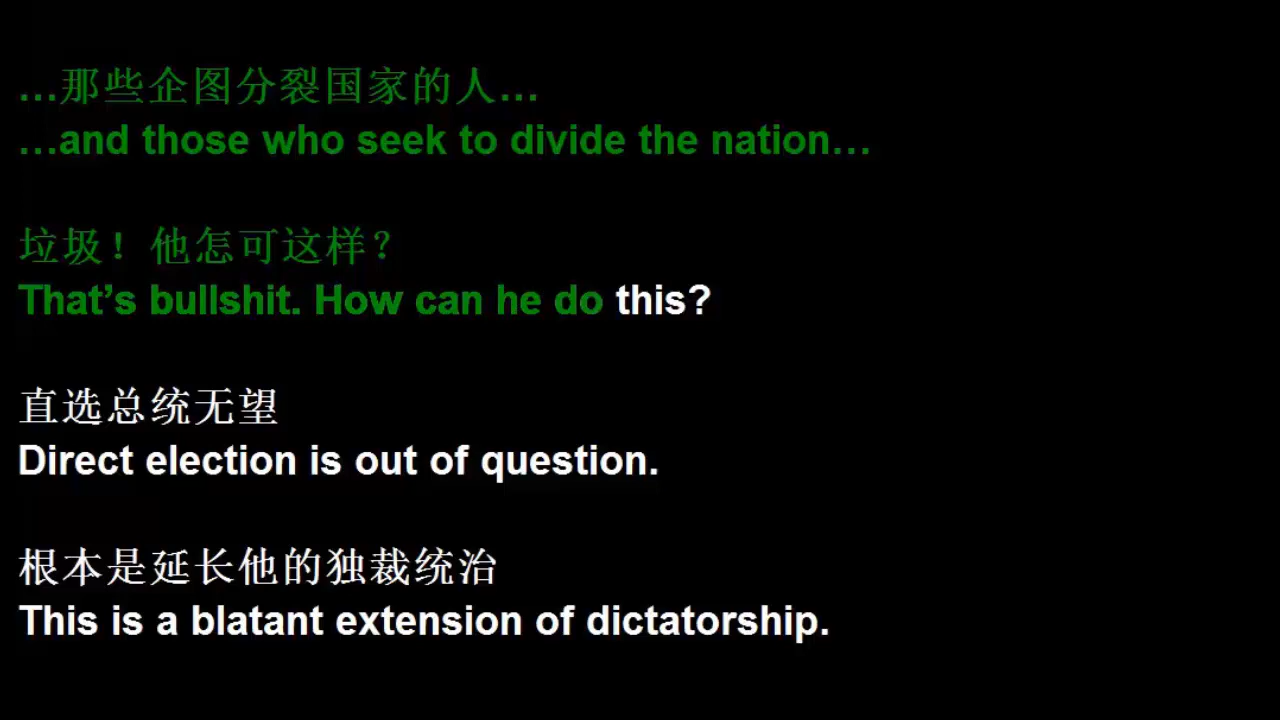 …那些企图分裂国家的人…
…and those who seek to divide the nation…
垃圾！他怎可这样？
That’s bullshit. How can he do this?
直选总统无望
Direct election is out of question.
根本是延长他的独裁统治
This is a blatant extension of dictatorship.